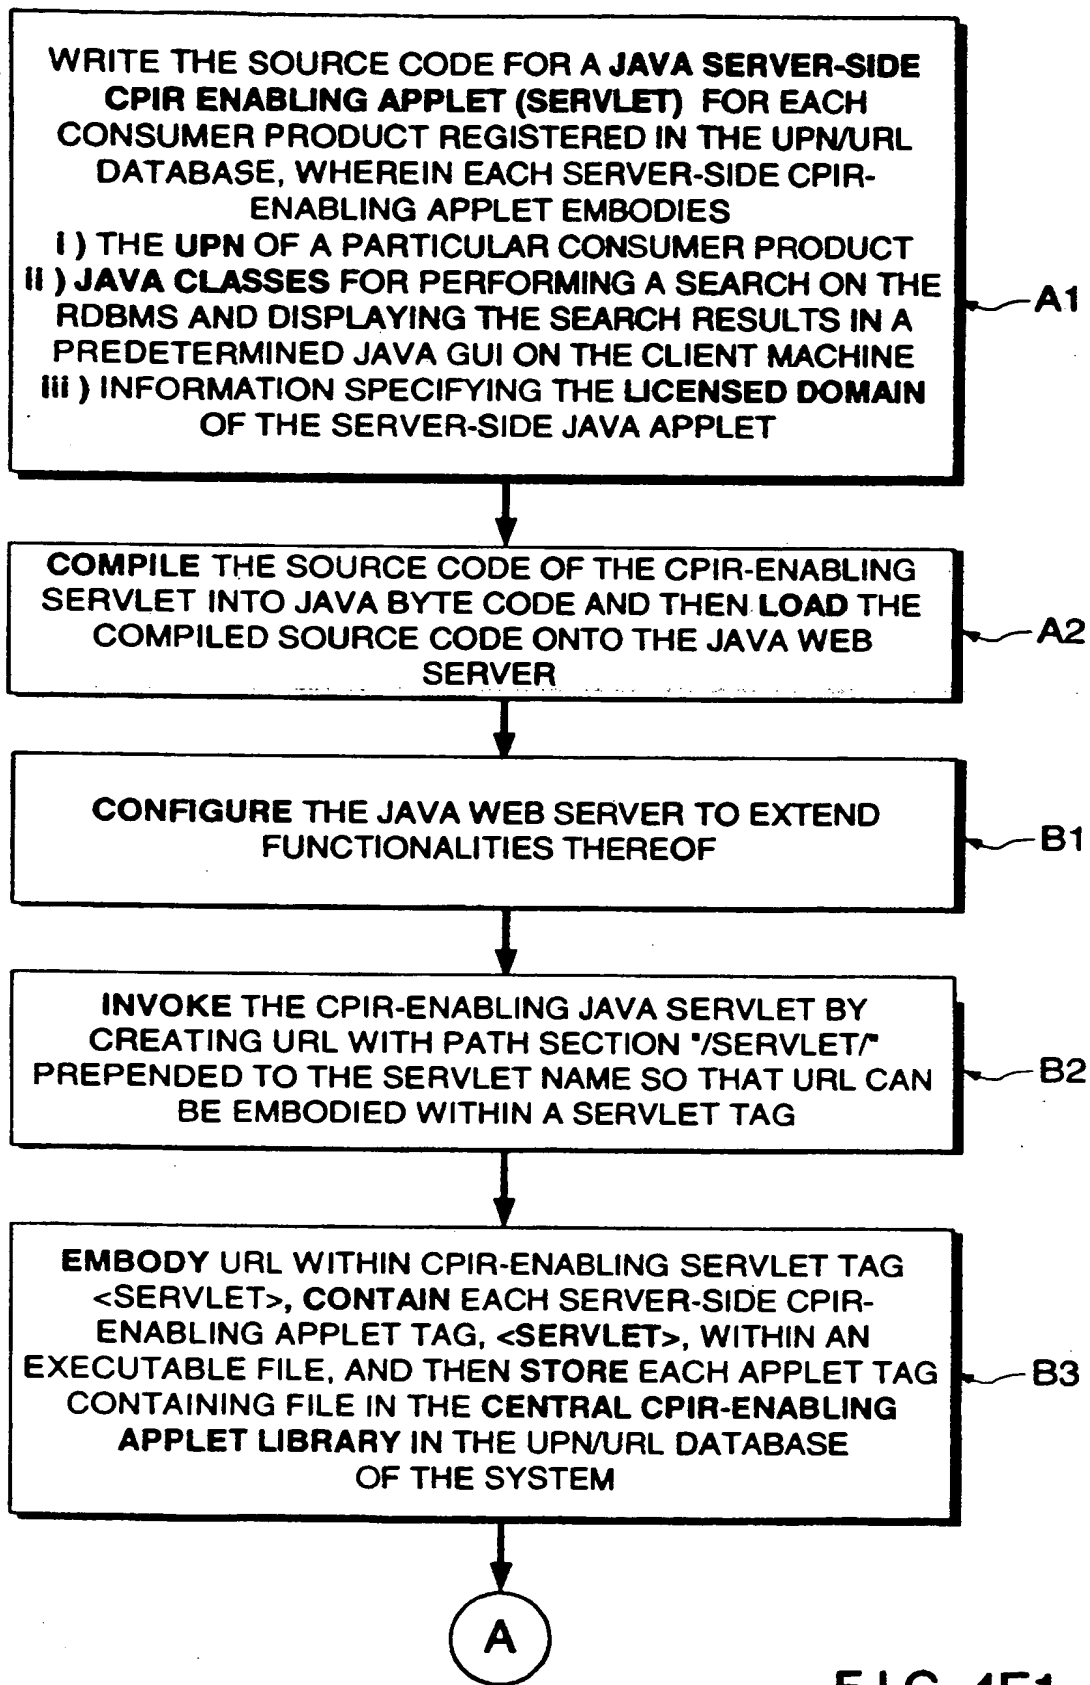 WRITE THE SOURCE CODE FOR A JAVA SERVER-SIDE
CPIR ENABLING APPLET (SERVLET) FOR EACH
CONSUMER PRODUCT REGISTERED IN THE UPN/URL
DATABASE, WHEREIN EACH SERVER-SIDE CPIR-
ENABLING APPLET EMBODIES
i ) THE UPN OF A PARTICULAR CONSUMER PRODUCT
ii ) JAVA CLASSES FOR PERFORMING A SEARCH ON THE
RDBMS AND DISPLAYING THE SEARCH RESULTS IN A
PREDETERMINED JAVA GUI ON THE CLIENT MACHINE
iii ) INFORMATION SPECIFYING THE LICENSED DOMAIN
OF THE SERVER-SIDE JAVA APPLET
A1
COMPILE THE SOURCE CODE OF THE CPIR-ENABLING
SERVLET INTO JAVA BYTE CODE AND THEN LOAD THE
COMPILED SOURCE CODE ONTO THE JAVA WEB
SERVER
A2
CONFIGURE THE JAVA WEB SERVER TO EXTEND
FUNCTIONALITIES THEREOF
B1
INVOKE THE CPIR-ENABLING JAVA SERVLET BY
CREATING URL WITH PATH SECTION "/SERVLET/"
PREPENDED TO THE SERVLET NAME SO THAT URL CAN
BE EMBODIED WITHIN A SERVLET TAG
B2
EMBODY URL WITHIN CPIR-ENABLING SERVLET TAG
<SERVLET>, CONTAIN EACH SERVER-SIDE CPIR-
ENABLING APPLET TAG, <SERVLET>, WITHIN AN
EXECUTABLE FILE, AND THEN STORE EACH APPLET TAG
CONTAINING FILE IN THE CENTRAL CPIR-ENABLING
APPLET LIBRARY IN THE UPN/URL DATABASE
OF THE SYSTEM
B3
A
FIG. 4F1